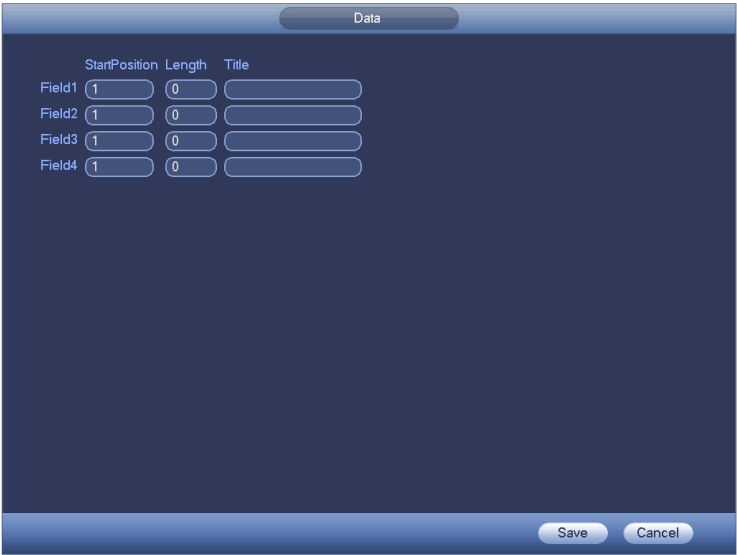 Data
StartPosition Length Title
Field1 1 0
Field2 1 0
Field3 1 0
Field4 1 0
Save Cancel